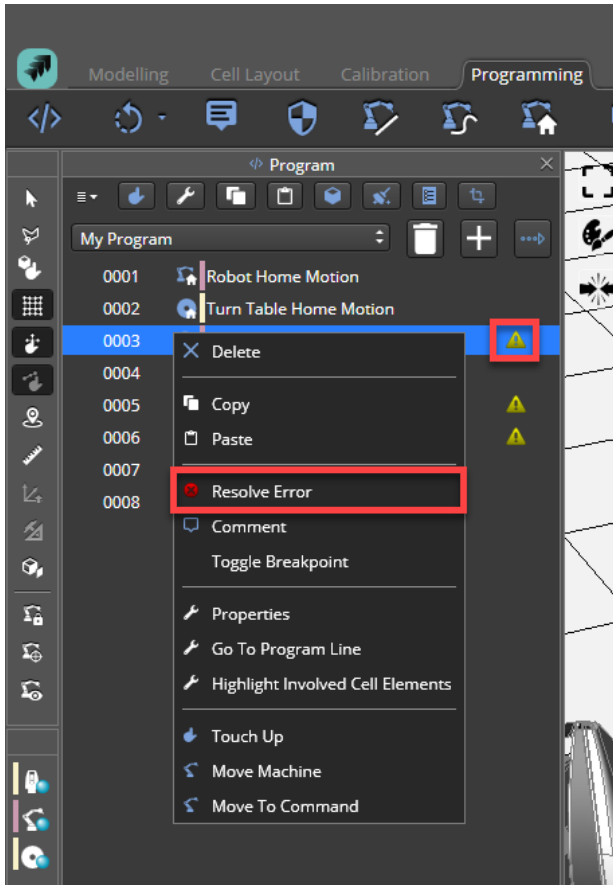 Modelling Cell Layout Calibration Programming
Program
My Program
0001 Robot Home Motion
0002 Turn Table Home Motion
0003
Delete
0004
Copy
0005
Paste
0006
0007
Resolve Error
0008
Comment
Toggle Breakpoint
Properties
Go To Program Line
Highlight Involved Cell Elements
Touch Up
Move Machine
Move To Command